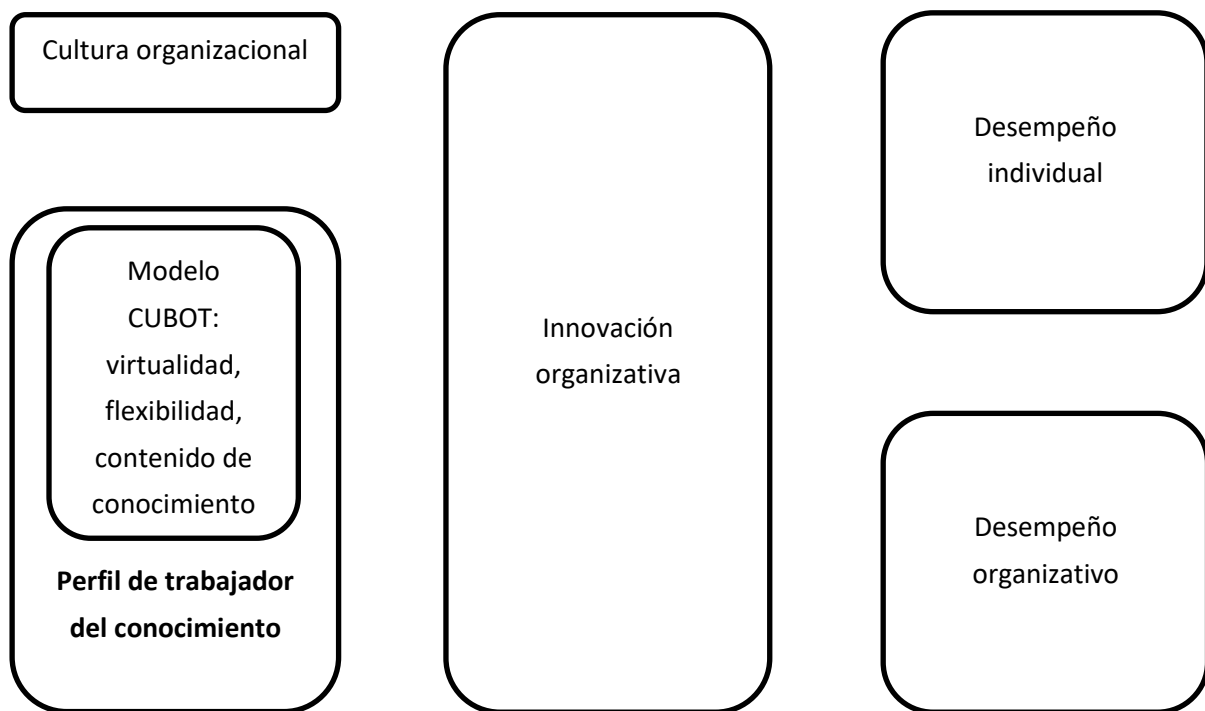 Cultura organizacional
Modelo
CUBOT:
virtualidad,
flexibilidad,
contenido de
conocimiento
Perfil de trabajador
del conocimiento
Innovación
organizativa
Desempeño
individual
Desempeño
organizativo